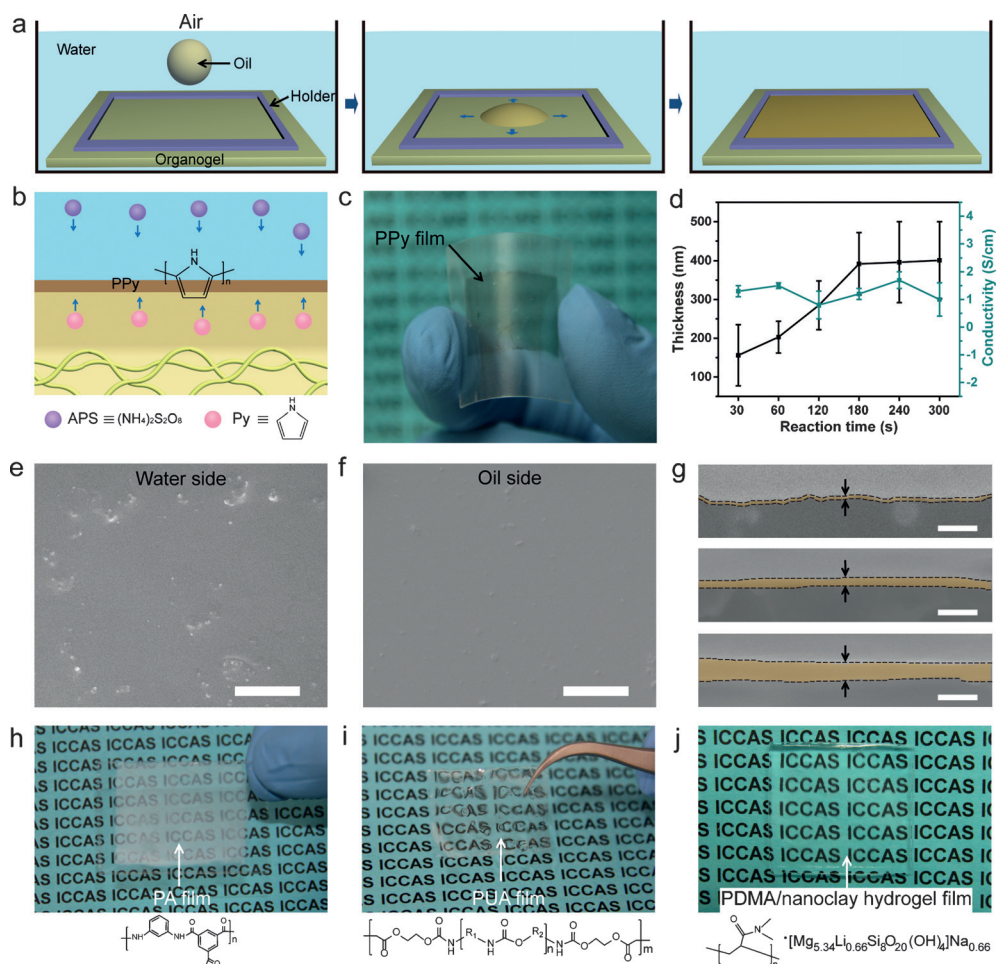 a
Air
Water
Oil
Holder
Organogel
b
NH
PPy
n
APS ≡ (NH₄)₂S₂O₈
Py ≡
NH
c
PPy film
d
Thickness (nm)
500
400
300
200
100
4
3
2
1
0
-1
-2
Conductivity (S/cm)
30 60 120 180 240 300
Reaction time (s)
e
Water side
f
Oil side
g
h
ICCAS ICCAS ICCAS
PA film
i
ICCAS ICCAS ICCAS
PUA film
j
ICCAS ICCAS ICCAS
PDMA/nanoclay hydrogel film
•[Mg₅.₃₄Li₀.₆₆Si₈O₂₀(OH)₄]Na₀.₆₆